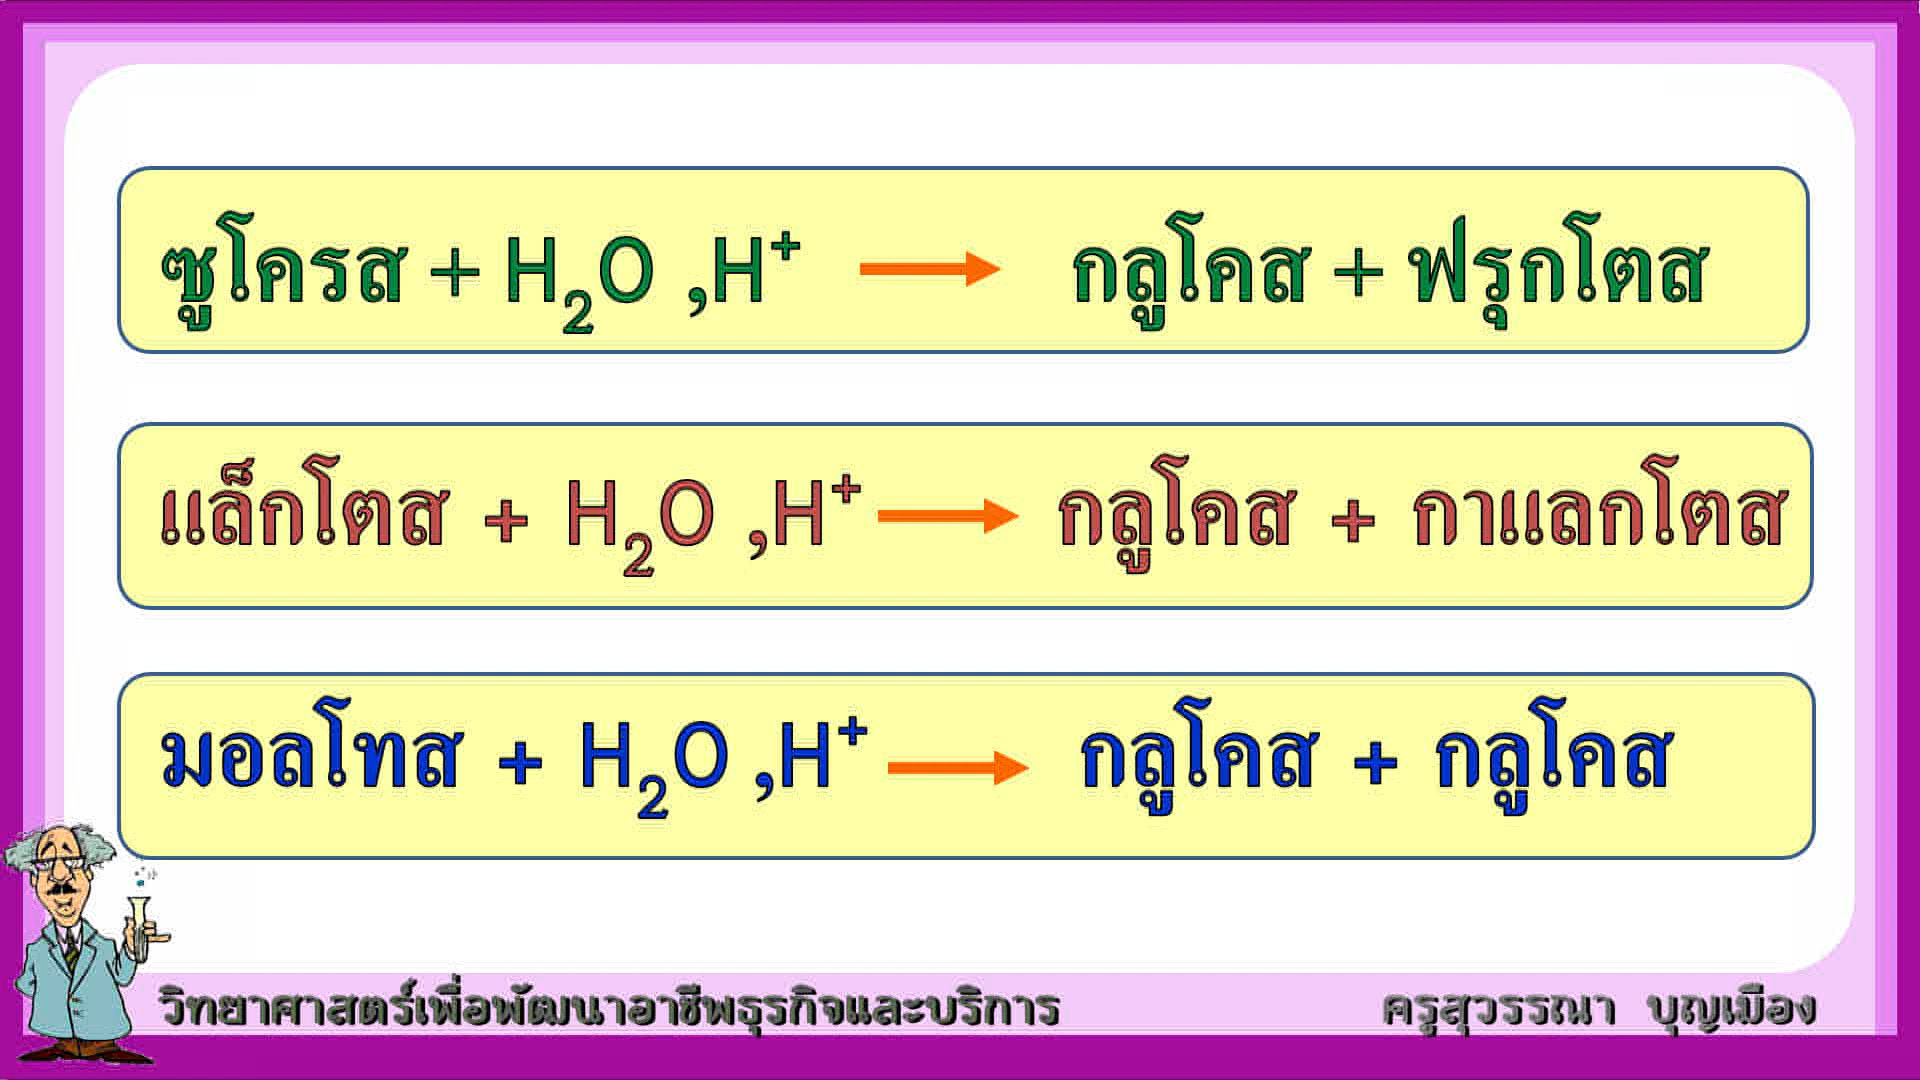 ซูโครส + H₂O ,H⁺ → กลูโคส + ฟรุกโตส
แล็กโตส + H₂O ,H⁺ → กลูโคส + กาแลกโตส
มอลโทส + H₂O ,H⁺ → กลูโคส + กลูโคส
วิทยาศาสตร์เพื่อพัฒนาอาชีพธุรกิจและบริการ ครูสุวรรณา บุญเมือง